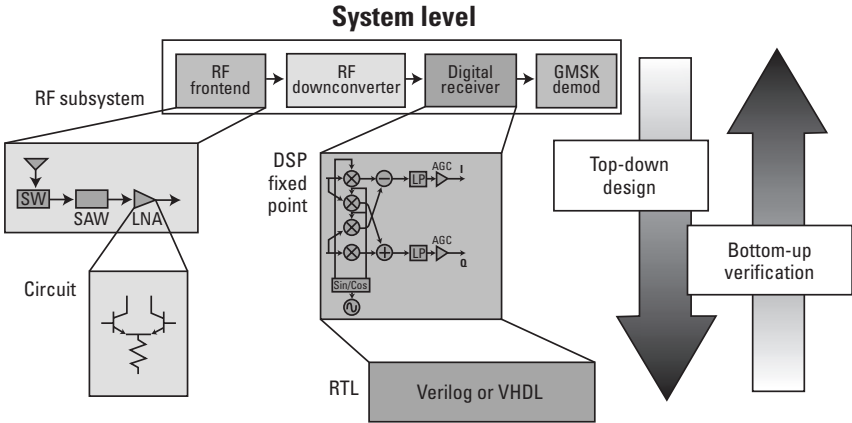 System level
RF
frontend
RF
downconverter
Digital
receiver
GMSK
demod
RF subsystem
SW
SAW
LNA
DSP
fixed
point
AGC
I
LP
AGC
LP
Q
Sin/Cos
Top-down
design
Bottom-up
verification
Circuit
RTL
Verilog or VHDL